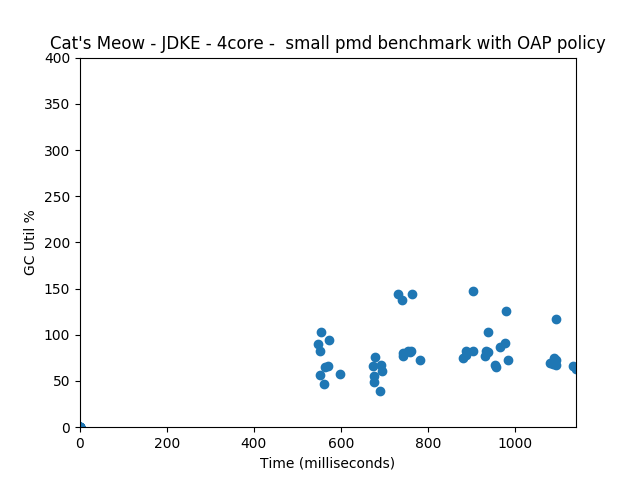 Cat's Meow - JDKE - 4core -  small pmd benchmark with OAP policy
400
350
300
250
200
150
100
50
0
GC Util %
0 200 400 600 800 1000
Time (milliseconds)